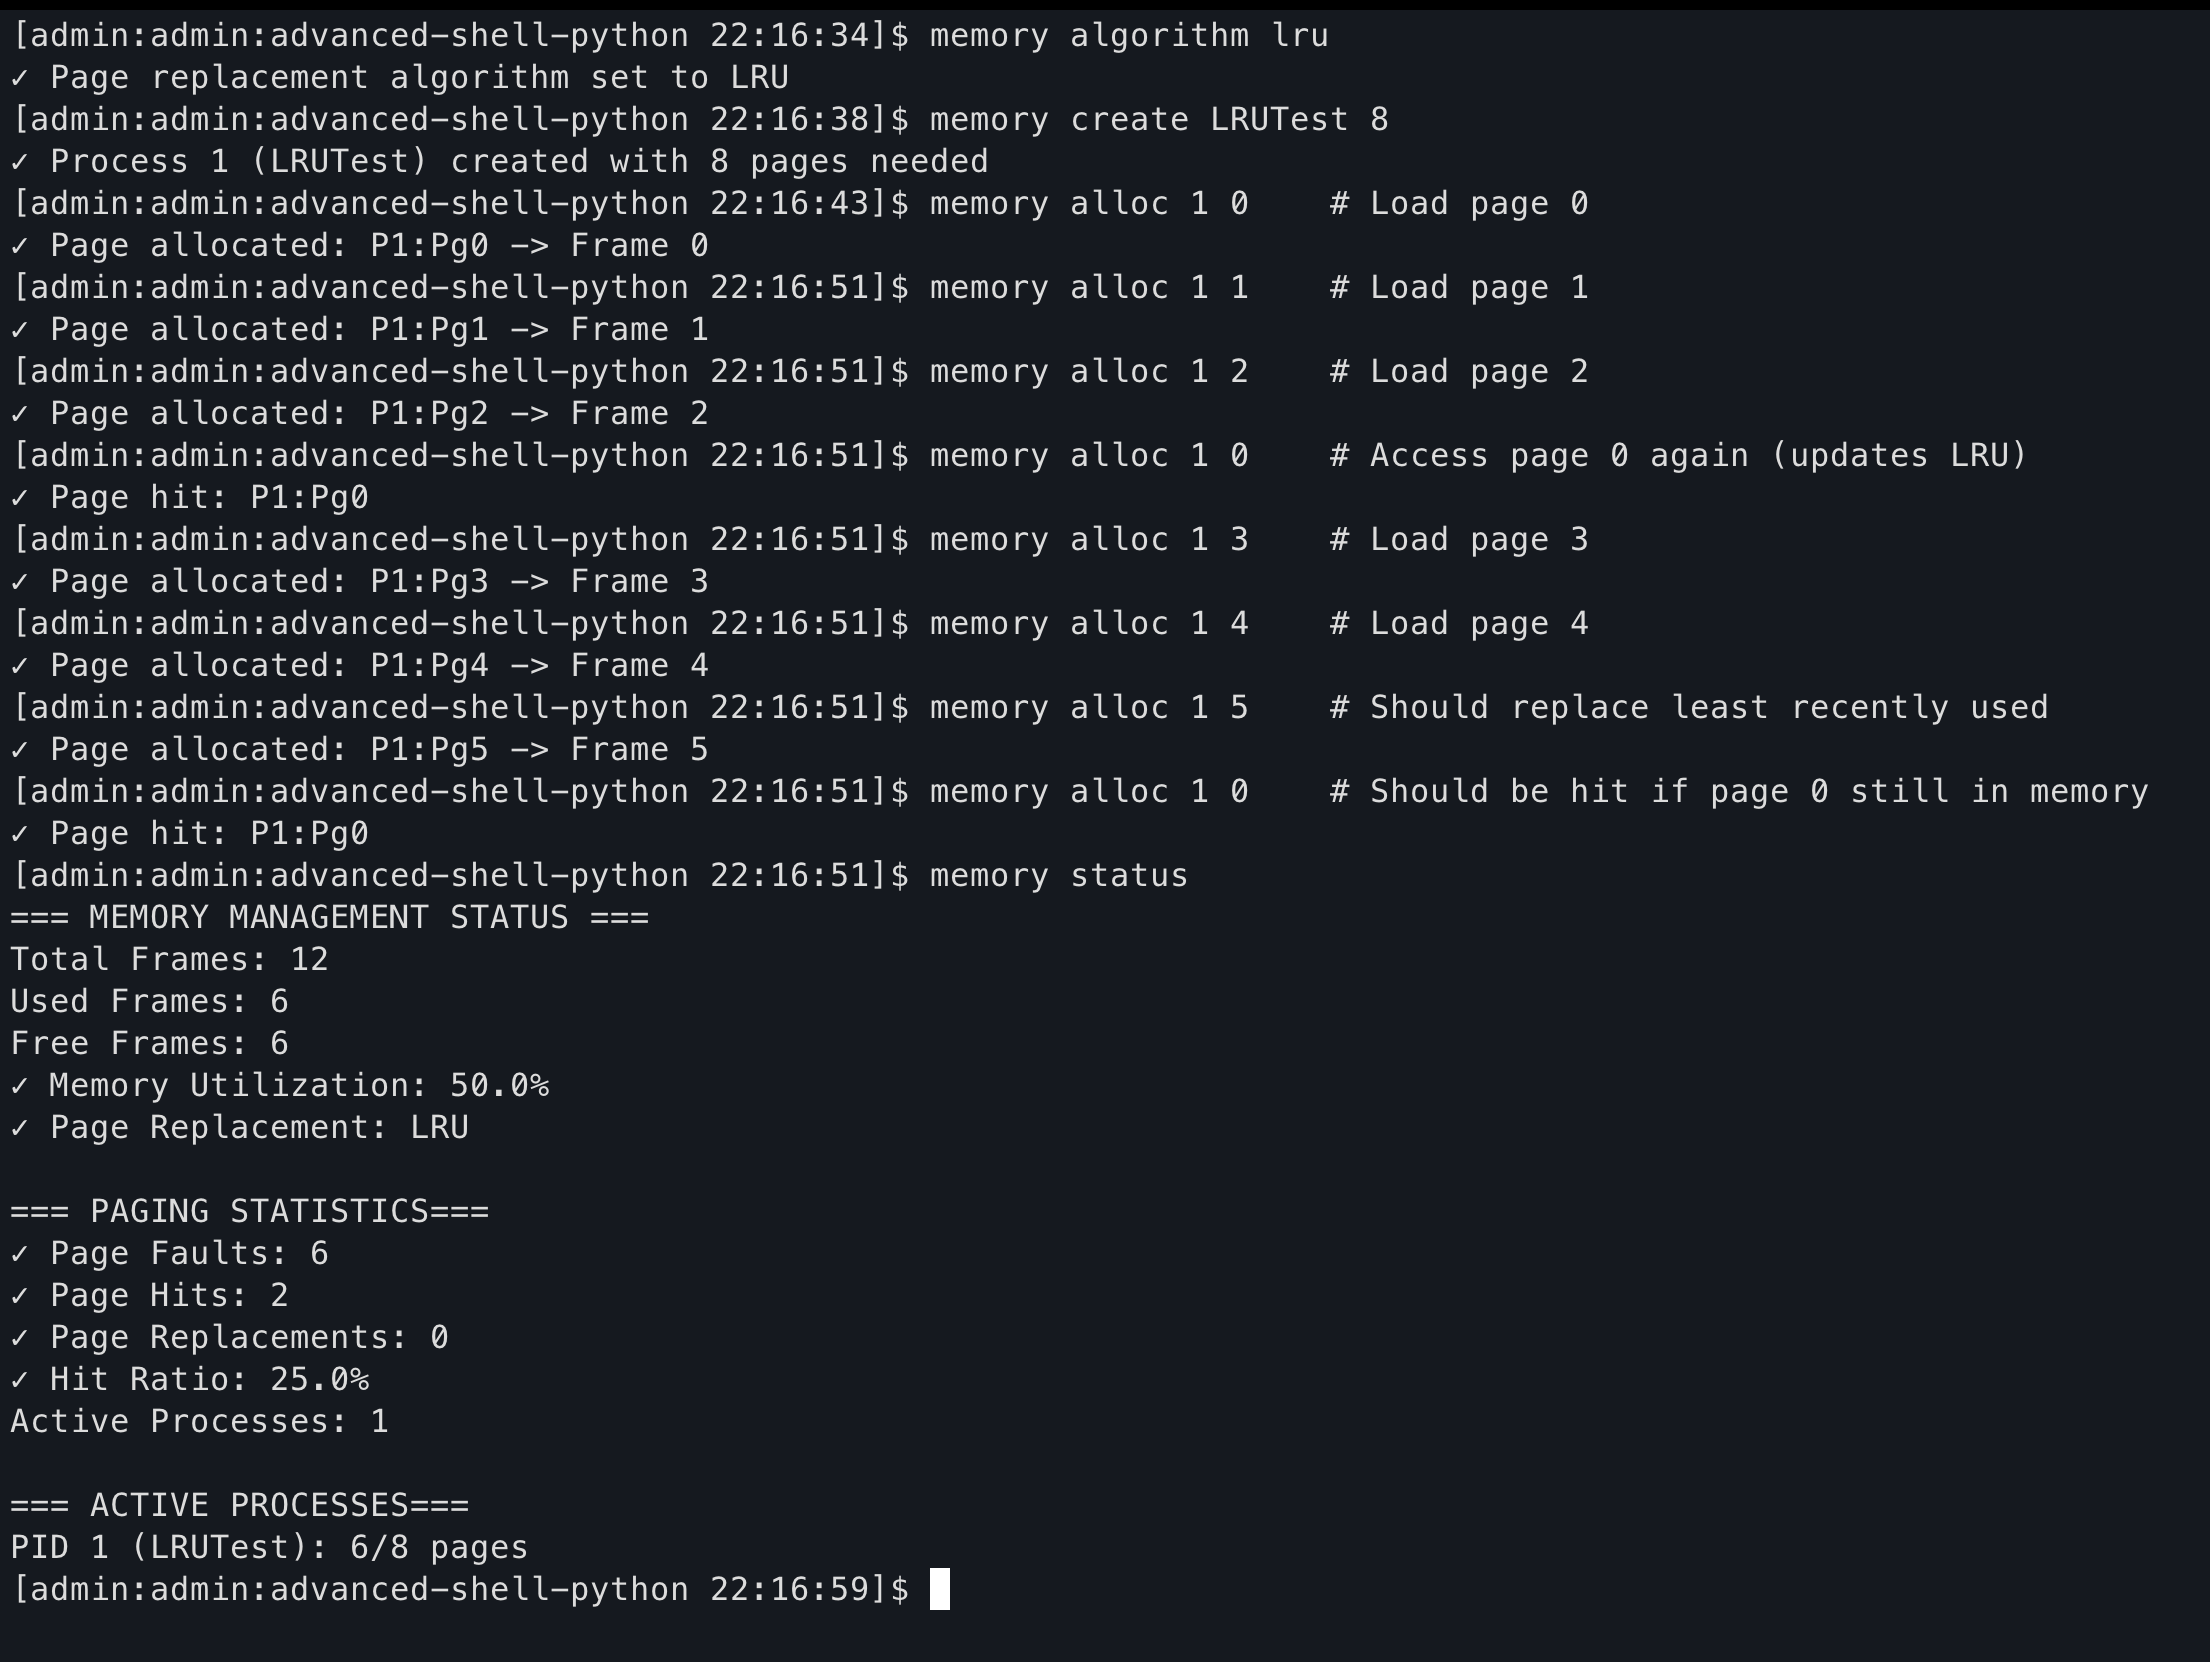 [admin:admin:advanced-shell-python 22:16:34]$ memory algorithm lru
✓ Page replacement algorithm set to LRU
[admin:admin:advanced-shell-python 22:16:38]$ memory create LRUTest 8
✓ Process 1 (LRUTest) created with 8 pages needed
[admin:admin:advanced-shell-python 22:16:43]$ memory alloc 1 0    # Load page 0
✓ Page allocated: P1:Pg0 -> Frame 0
[admin:admin:advanced-shell-python 22:16:51]$ memory alloc 1 1    # Load page 1
✓ Page allocated: P1:Pg1 -> Frame 1
[admin:admin:advanced-shell-python 22:16:51]$ memory alloc 1 2    # Load page 2
✓ Page allocated: P1:Pg2 -> Frame 2
[admin:admin:advanced-shell-python 22:16:51]$ memory alloc 1 0    # Access page 0 again (updates LRU)
✓ Page hit: P1:Pg0
[admin:admin:advanced-shell-python 22:16:51]$ memory alloc 1 3    # Load page 3
✓ Page allocated: P1:Pg3 -> Frame 3
[admin:admin:advanced-shell-python 22:16:51]$ memory alloc 1 4    # Load page 4
✓ Page allocated: P1:Pg4 -> Frame 4
[admin:admin:advanced-shell-python 22:16:51]$ memory alloc 1 5    # Should replace least recently used
✓ Page allocated: P1:Pg5 -> Frame 5
[admin:admin:advanced-shell-python 22:16:51]$ memory alloc 1 0    # Should be hit if page 0 still in memory
✓ Page hit: P1:Pg0
[admin:admin:advanced-shell-python 22:16:51]$ memory status
=== MEMORY MANAGEMENT STATUS ===
Total Frames: 12
Used Frames: 6
Free Frames: 6
✓ Memory Utilization: 50.0%
✓ Page Replacement: LRU
=== PAGING STATISTICS===
✓ Page Faults: 6
✓ Page Hits: 2
✓ Page Replacements: 0
✓ Hit Ratio: 25.0%
Active Processes: 1
=== ACTIVE PROCESSES===
PID 1 (LRUTest): 6/8 pages
[admin:admin:advanced-shell-python 22:16:59]$